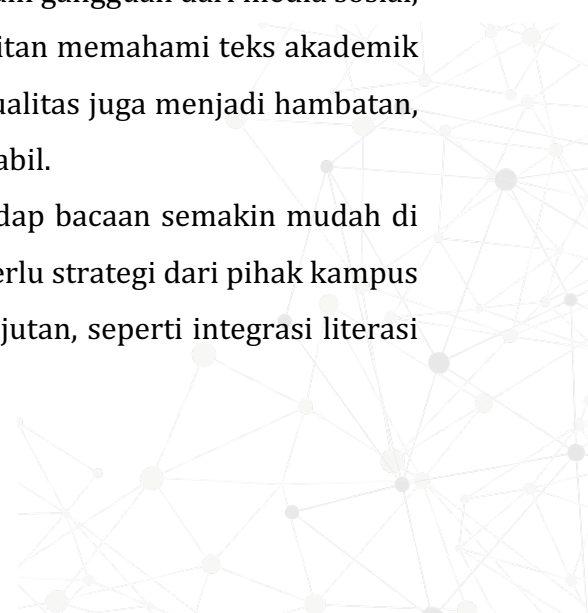 gangguan dari media sosial,
itan memahami teks akademik
ualitas juga menjadi hambatan,
abil.
dap bacaan semakin mudah di
erlu strategi dari pihak kampus
jutan, seperti integrasi literasi